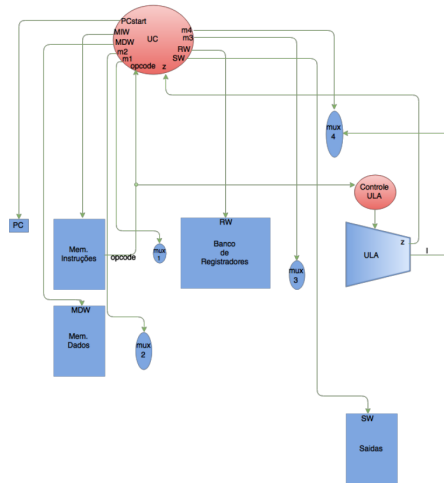 PCstart
MIW
UC
m4
m3
MDW
RW
m2
SW
m1
opcode
z
mux
4
Controle
ULA
PC
RW
Mem.
Instruções
opcode
mux
1
Banco
de
Registradores
z
ULA
I
mux
3
MDW
Mem.
Dados
mux
2
SW
Saidas